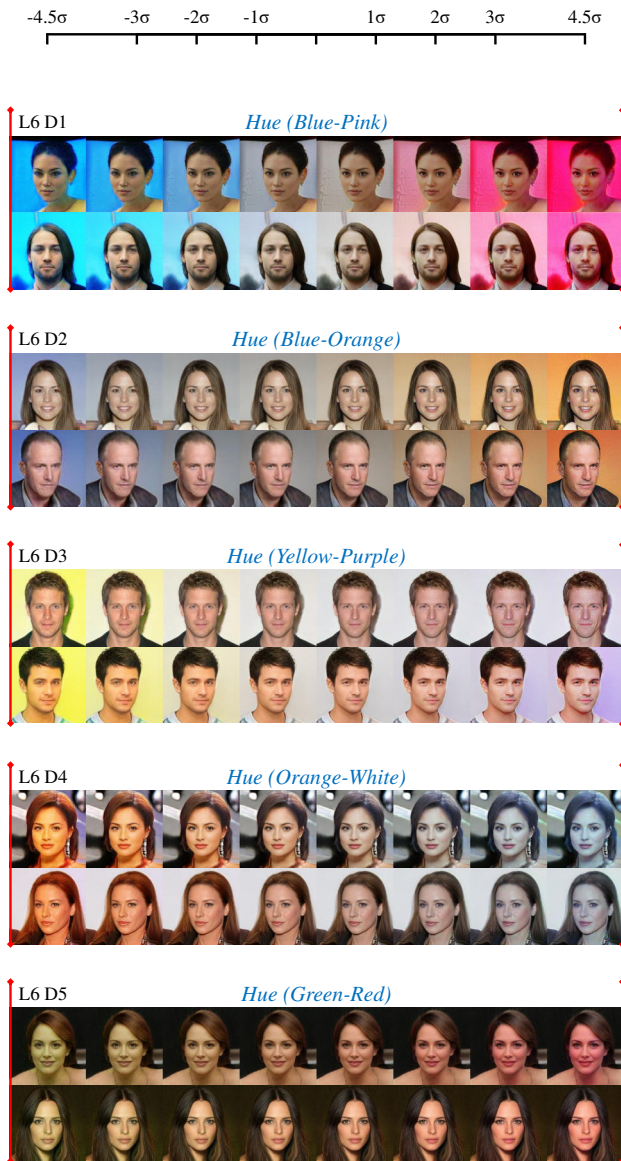 -4.5σ -3σ -2σ -1σ 1σ 2σ 3σ 4.5σ
L6 D1 Hue (Blue-Pink)
L6 D2 Hue (Blue-Orange)
L6 D3 Hue (Yellow-Purple)
L6 D4 Hue (Orange-White)
L6 D5 Hue (Green-Red)